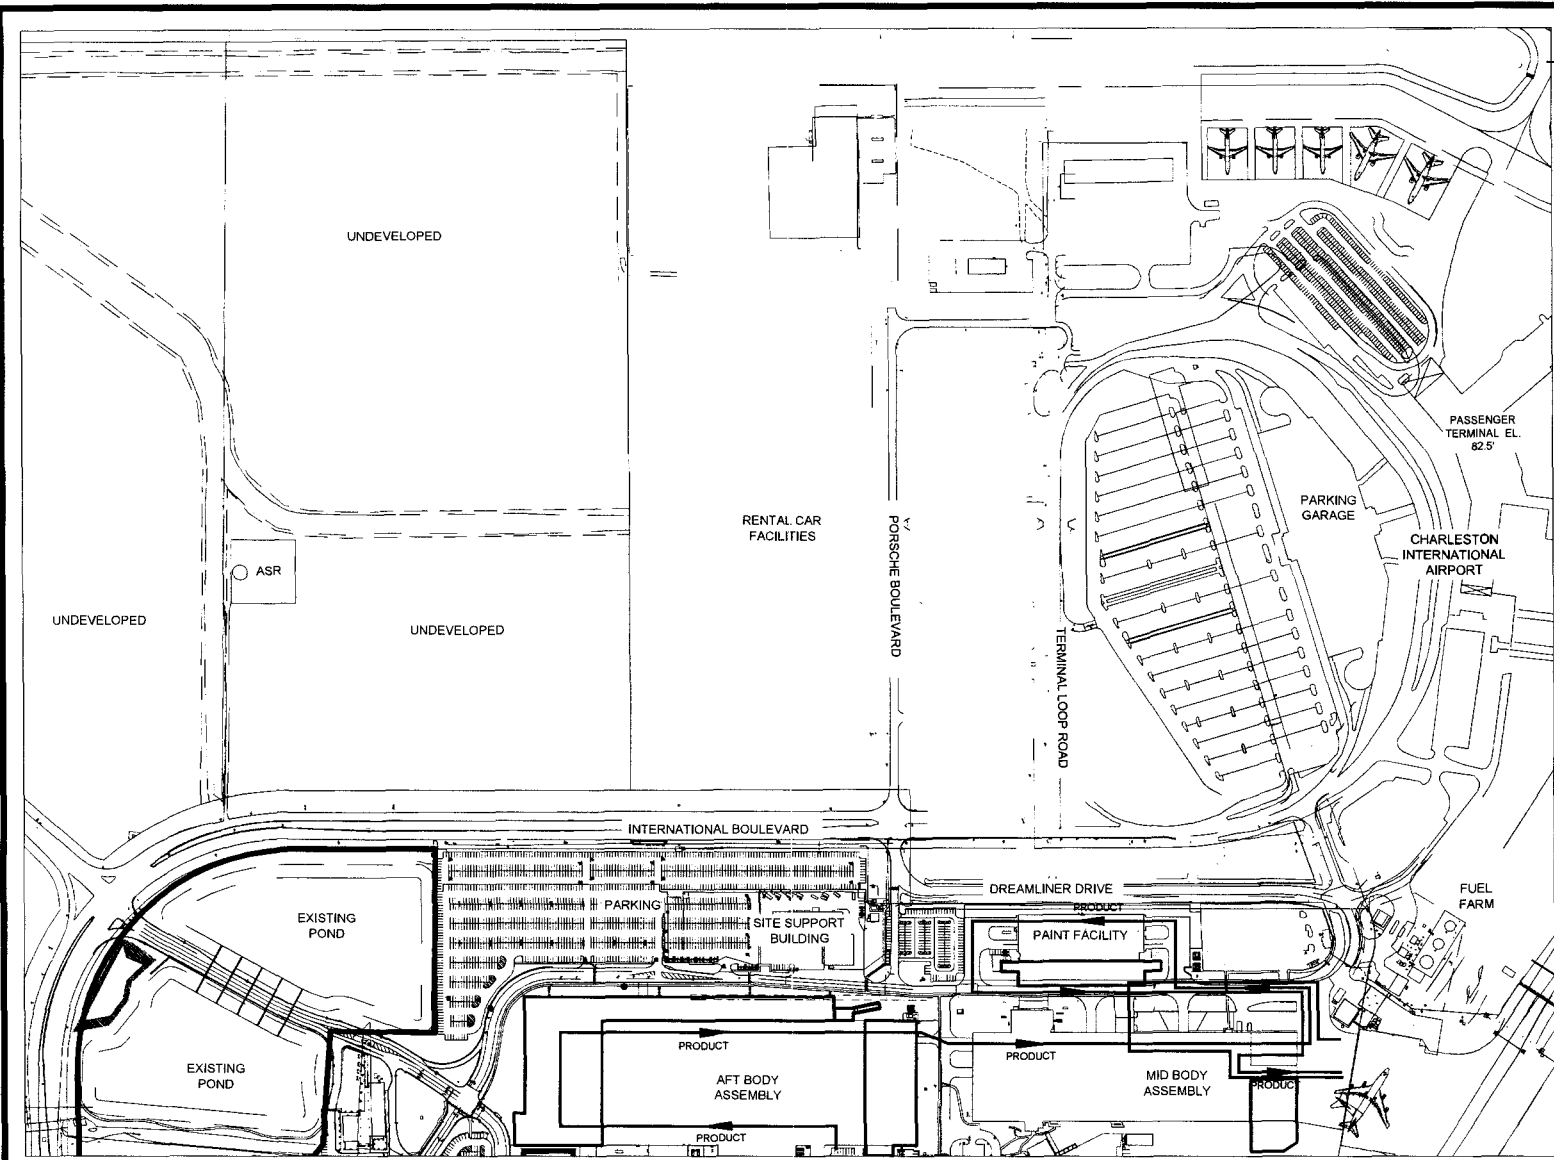 UNDEVELOPED
PASSENGER
TERMINAL EL.
82.5'
RENTAL CAR
FACILITIES
PORSCHE BOULEVARD
PARKING
GARAGE
CHARLESTON
INTERNATIONAL
AIRPORT
ASR
UNDEVELOPED
UNDEVELOPED
TERMINAL LOOP ROAD
INTERNATIONAL BOULEVARD
DREAMLINER DRIVE
FUEL
FARM
PARKING
PRODUCT
EXISTING
POND
SITE SUPPORT
BUILDING
PAINT FACILITY
PRODUCT
PRODUCT
EXISTING
POND
AFT BODY
ASSEMBLY
MID BODY
ASSEMBLY
PRODUCT
PRODUCT